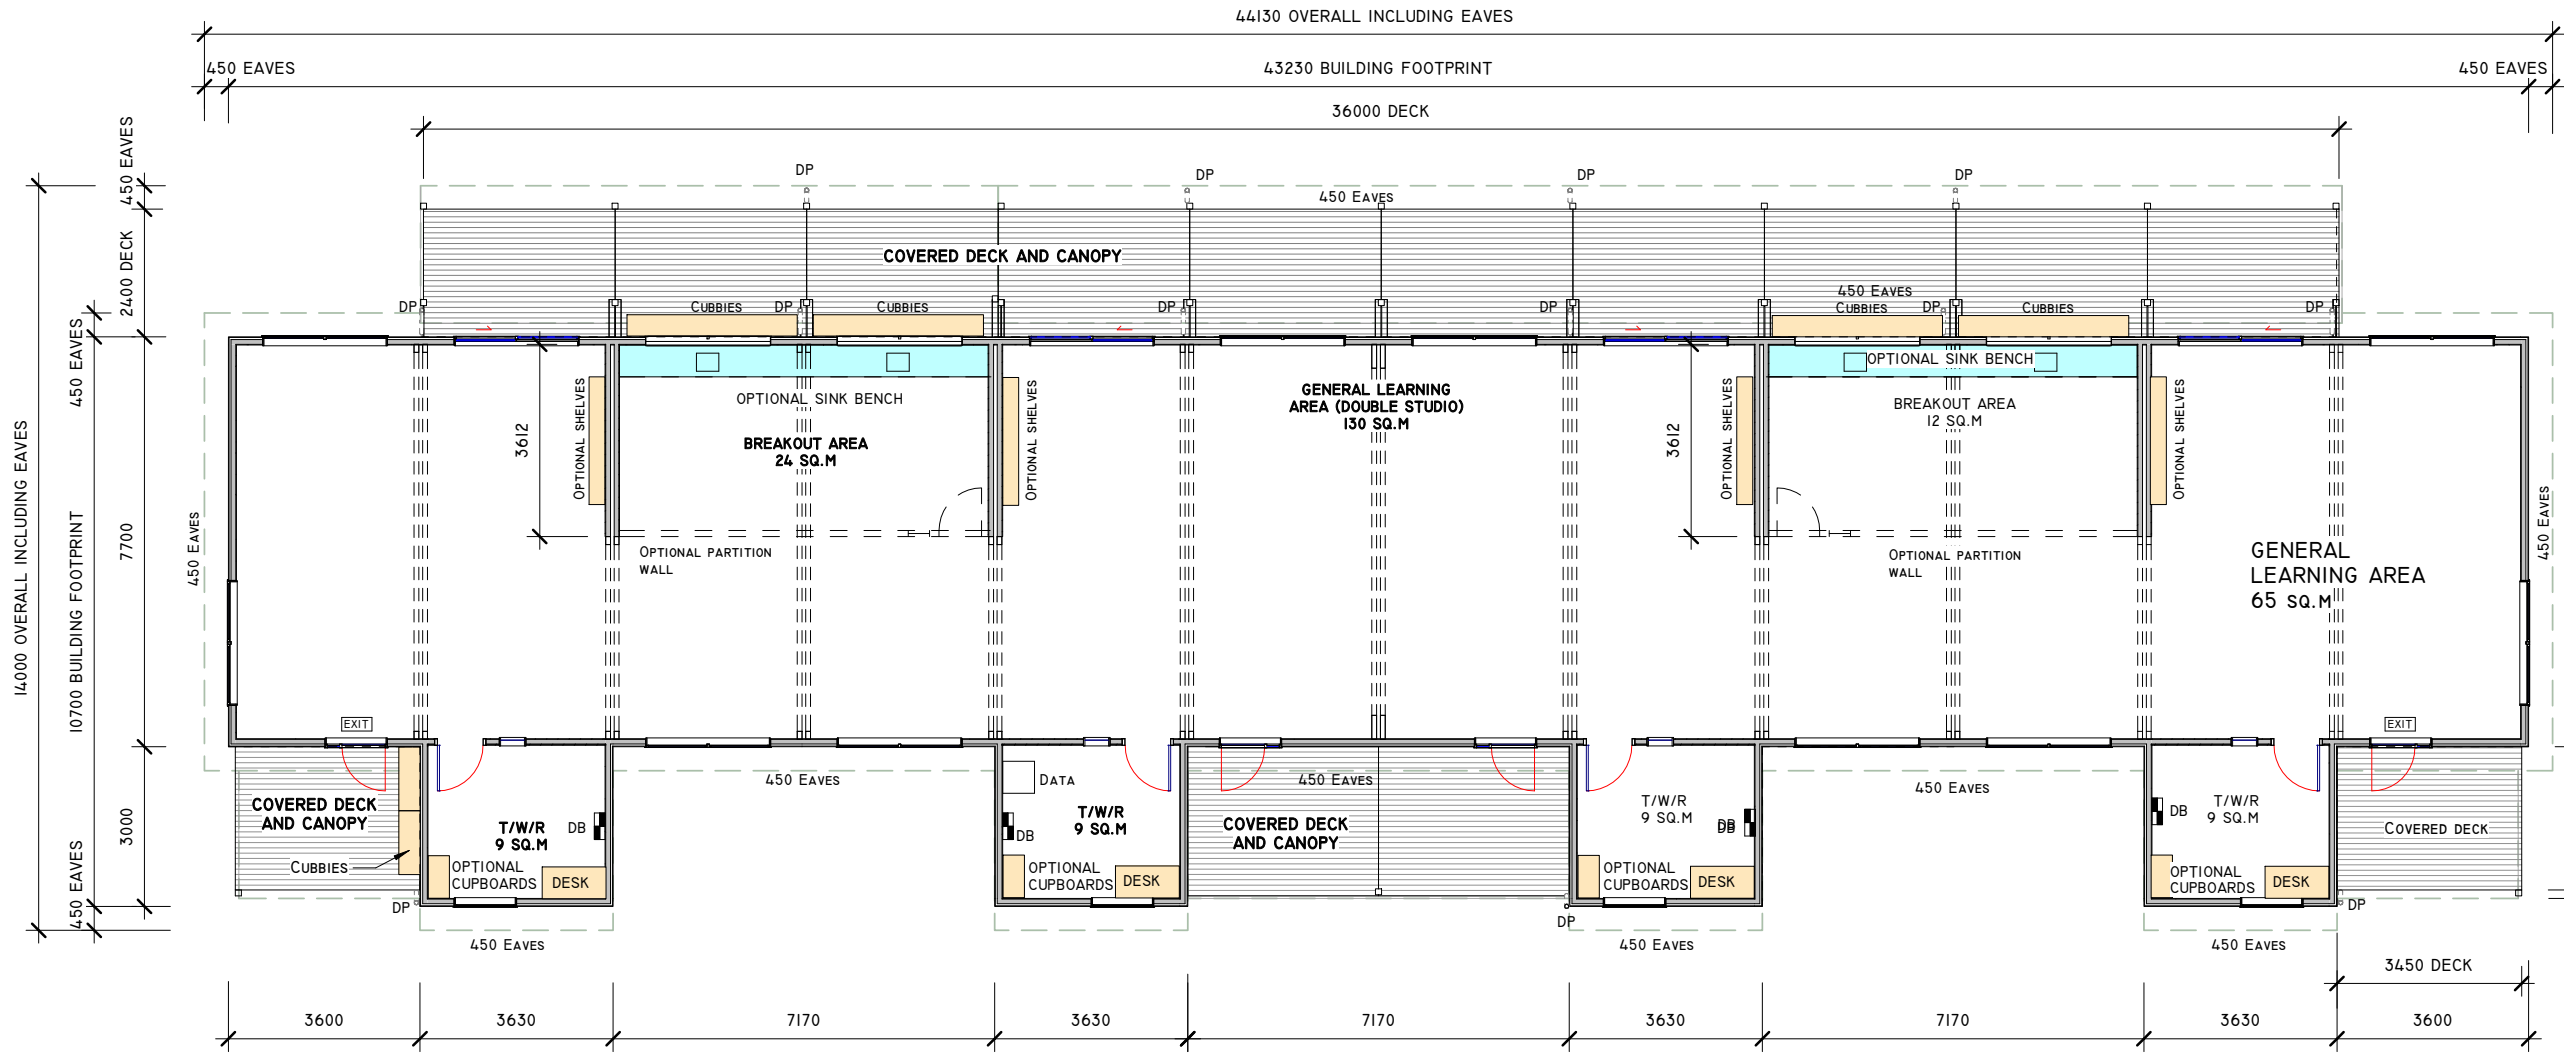 44130 OVERALL INCLUDING EAVES
450 EAVES
43230 BUILDING FOOTPRINT
450 EAVES
36000 DECK
DP
DP
DP
DP
450 EAVES
COVERED DECK AND CANOPY
450 EAVES
DP
CUBBIES
DP
CUBBIES
DP
DP
CUBBIES
DP
CUBBIES
DP
14000 OVERALL INCLUDING EAVES
450 EAVES
2400 DECK
450 EAVES
10700 BUILDING FOOTPRINT
7700
3000
450 EAVES
450 EAVES
3612
OPTIONAL SHELVES
OPTIONAL SINK BENCH
BREAKOUT AREA
24 SQ.M
OPTIONAL PARTITION
WALL
OPTIONAL SHELVES
GENERAL LEARNING
AREA (DOUBLE STUDIO)
130 SQ.M
3612
OPTIONAL SHELVES
OPTIONAL SINK BENCH
BREAKOUT AREA
12 SQ.M
OPTIONAL PARTITION
WALL
OPTIONAL SHELVES
GENERAL
LEARNING AREA
65 SQ.M
450 EAVES
EXIT
EXIT
COVERED DECK
AND CANOPY
CUBBIES
DP
T/W/R
9 SQ.M
DB
OPTIONAL
CUPBOARDS
DESK
450 EAVES
450 EAVES
DATA
DB
T/W/R
9 SQ.M
OPTIONAL
CUPBOARDS
DESK
450 EAVES
COVERED DECK
AND CANOPY
DP
T/W/R
9 SQ.M
DB
DB
OPTIONAL
CUPBOARDS
DESK
450 EAVES
450 EAVES
DB
T/W/R
9 SQ.M
OPTIONAL
CUPBOARDS
DESK
450 EAVES
COVERED DECK
DP
3450 DECK
3600
3630
7170
3630
7170
3630
7170
3630
3600